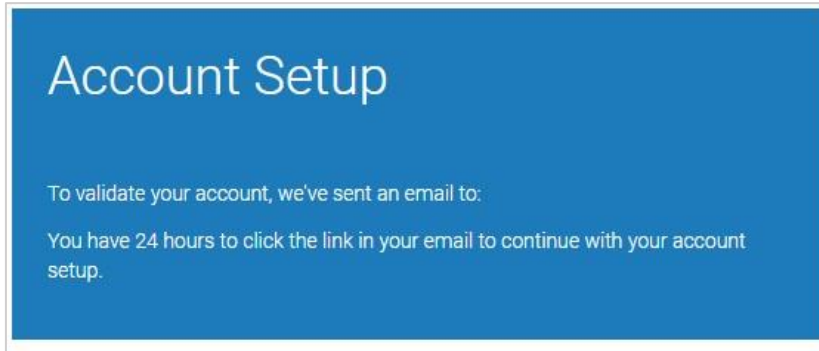 Account Setup
To validate your account, we've sent an email to:
You have 24 hours to click the link in your email to continue with your account
setup.